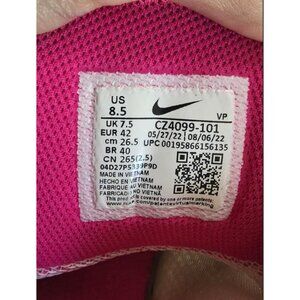 US
8.5
VP
UK 7.5
EUR 42
cm 26.5
BR 40
CN 265(2.5)
CZ4099-101
05/27/22 08/06/22
UPC 00195866156135
MADE IN VIETNAM
HECHO EN VIETNAM
FABRIQUÉ AU VIETNAM
FABRICADO NO VIETNÃ